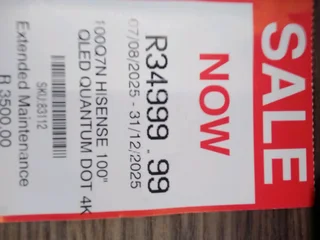 SALE
NOW
R34999.99
07/08/2025 - 31/12/2025
100Q7N HISENSE 100"
QLED QUANTUM DOT 4K
SKU:83112
Extended Maintenance
R 3500.00